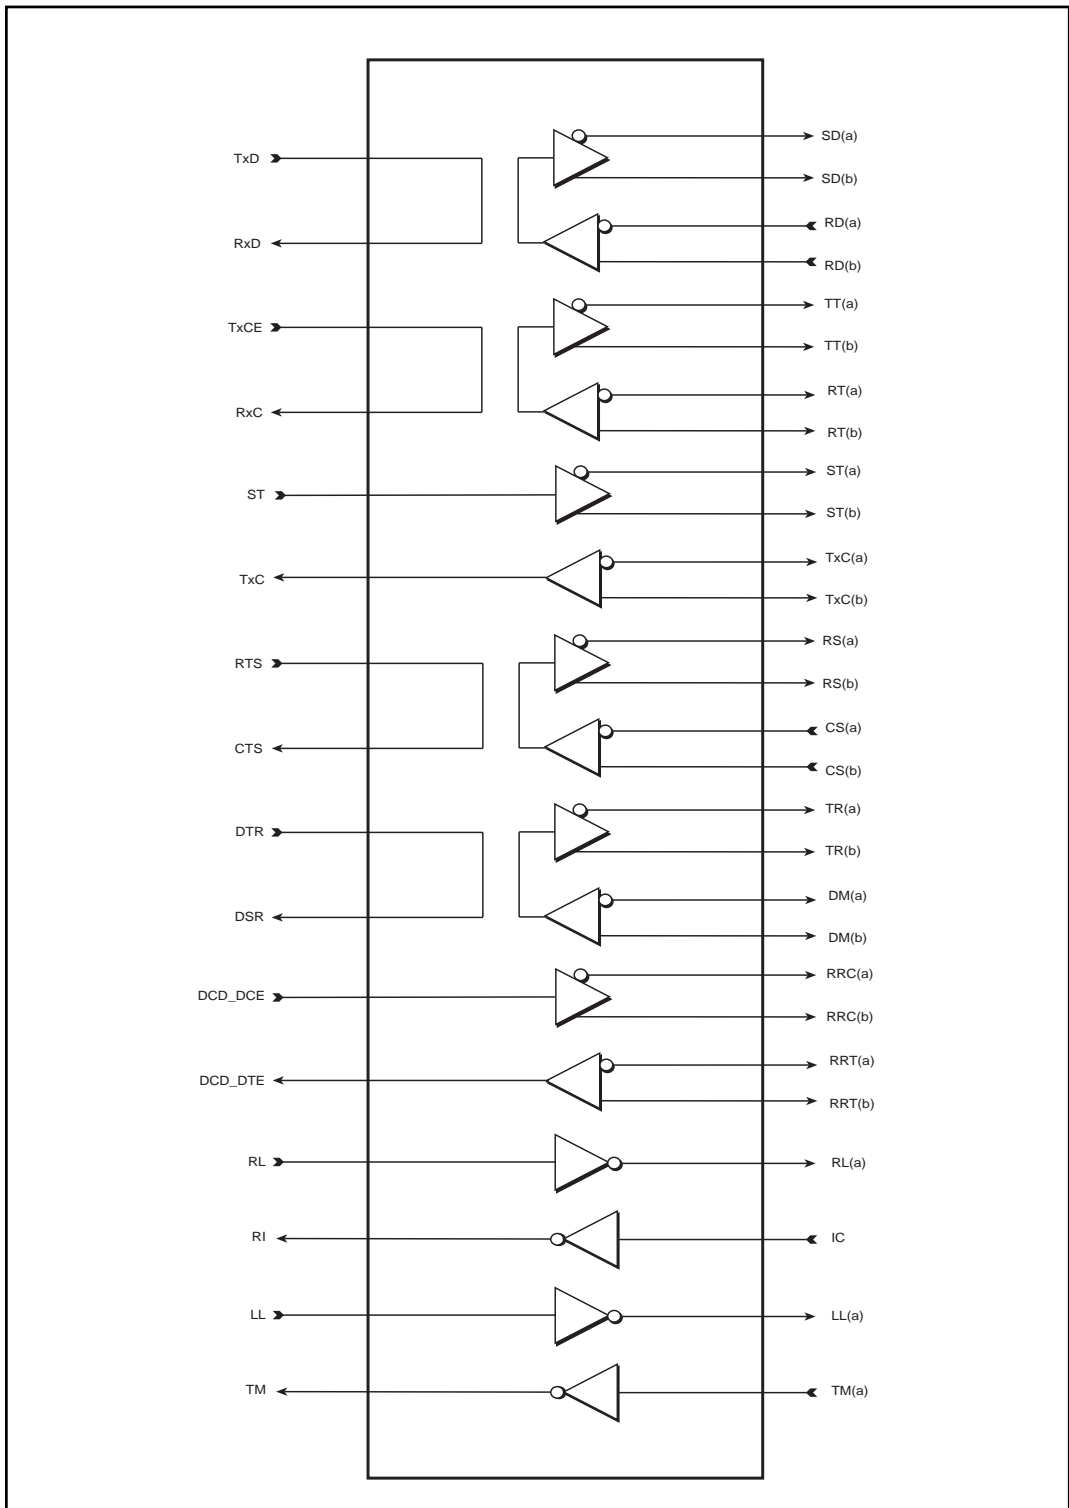 TxD
SD(a)
SD(b)
RxD
RD(a)
RD(b)
TxCE
TT(a)
TT(b)
RxC
RT(a)
RT(b)
ST
ST(a)
ST(b)
TxC
TxC(a)
TxC(b)
RTS
RS(a)
RS(b)
CTS
CS(a)
CS(b)
DTR
TR(a)
TR(b)
DSR
DM(a)
DM(b)
DCD_DCE
RRC(a)
RRC(b)
DCD_DTE
RRT(a)
RRT(b)
RL
RL(a)
RI
IC
LL
LL(a)
TM
TM(a)